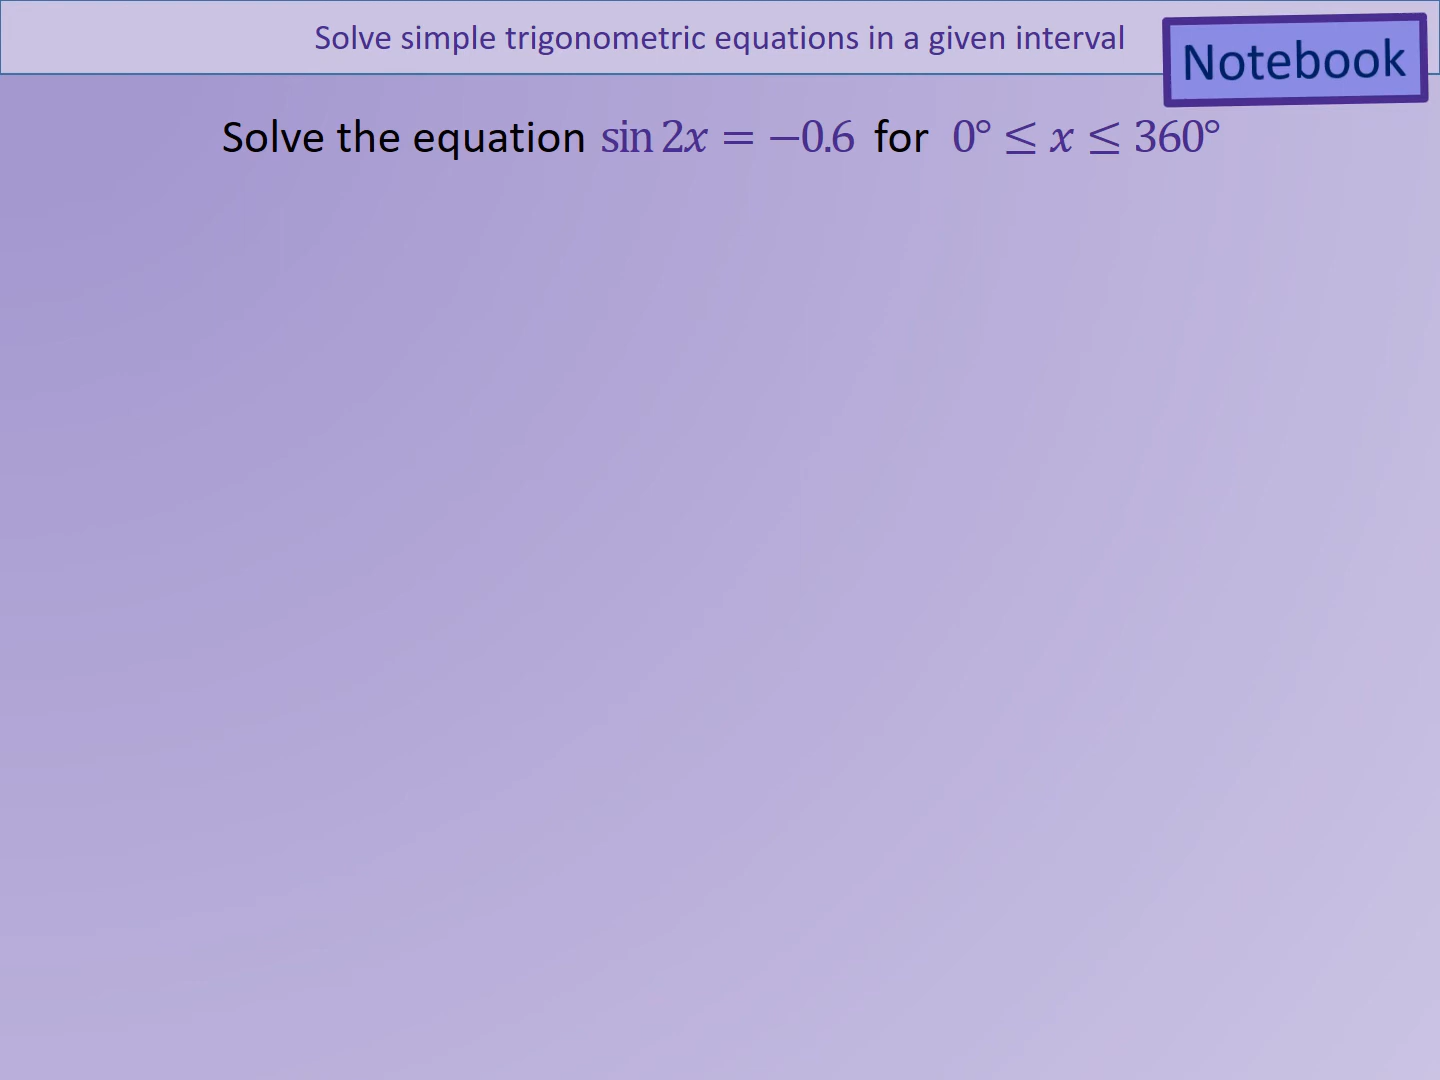 Solve simple trigonometric equations in a given interval
Notebook
Solve the equation sin 2x = −0.6 for 0° ≤ x ≤ 360°